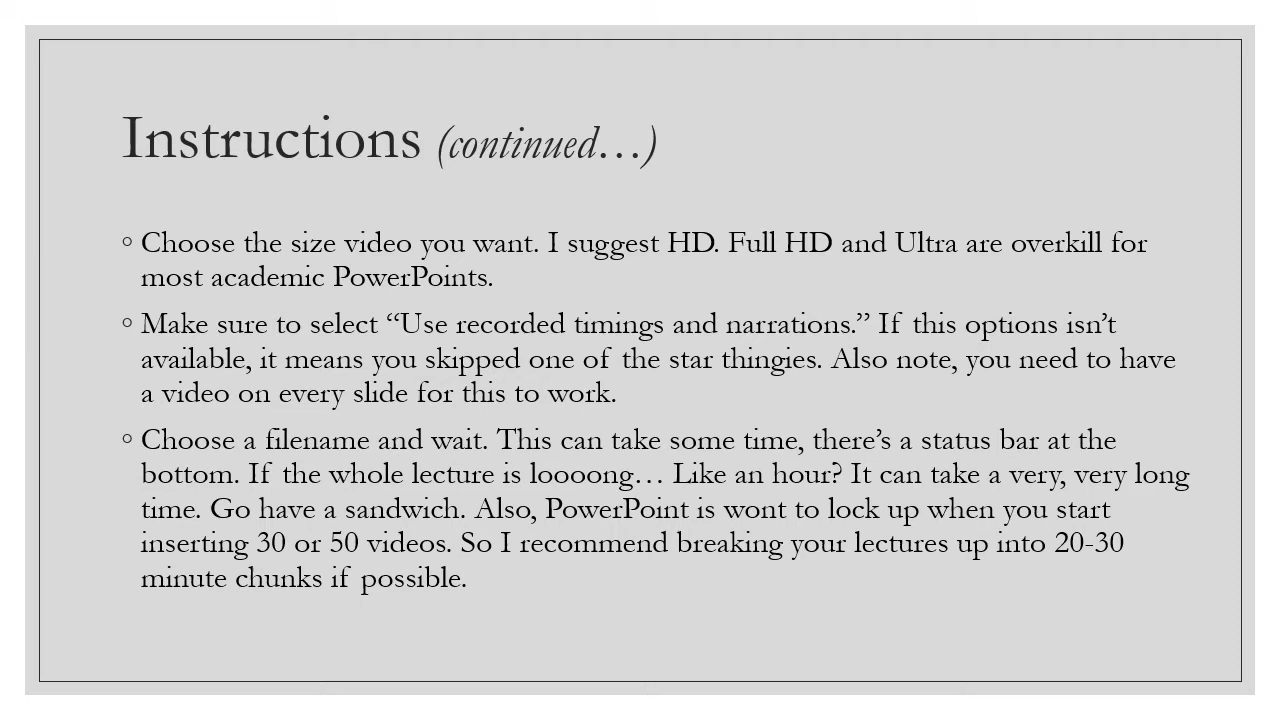 Instructions (continued…)
◦ Choose the size video you want. I suggest HD. Full HD and Ultra are overkill for
most academic PowerPoints.
◦ Make sure to select “Use recorded timings and narrations.” If this options isn’t
available, it means you skipped one of the star thingies. Also note, you need to have
a video on every slide for this to work.
◦ Choose a filename and wait. This can take some time, there’s a status bar at the
bottom. If the whole lecture is loooong… Like an hour? It can take a very, very long
time. Go have a sandwich. Also, PowerPoint is wont to lock up when you start
inserting 30 or 50 videos. So I recommend breaking your lectures up into 20-30
minute chunks if possible.